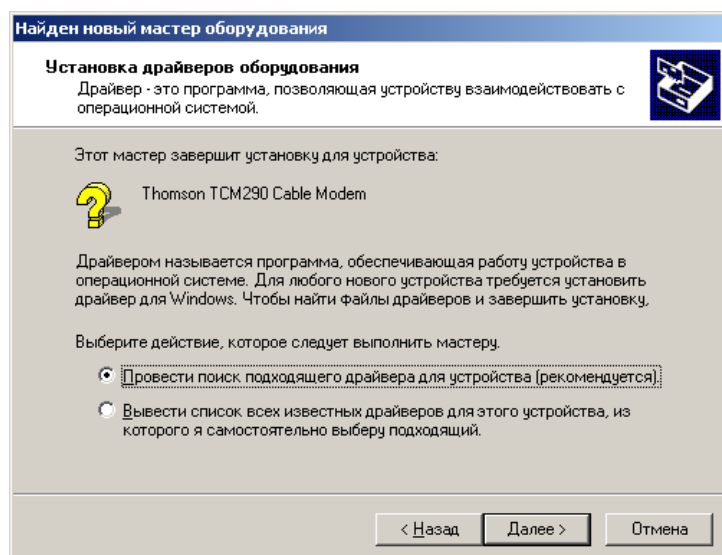 Найден новый мастер оборудования
Установка драйверов оборудования
Драйвер - это программа, позволяющая устройству взаимодействовать с
операционной системой.
Этот мастер завершит установку для устройства:
Thomson TCM290 Cable Modem
Драйвером называется программа, обеспечивающая работу устройства в
операционной системе. Для любого нового устройства требуется установить
драйвер для Windows. Чтобы найти файлы драйверов и завершить установку,
Выберите действие, которое следует выполнить мастеру.
Провести поиск подходящего драйвера для устройства (рекомендуется).
Вывести список всех известных драйверов для этого устройства, из
которого я самостоятельно выберу подходящий.
< Назад
Далее >
Отмена